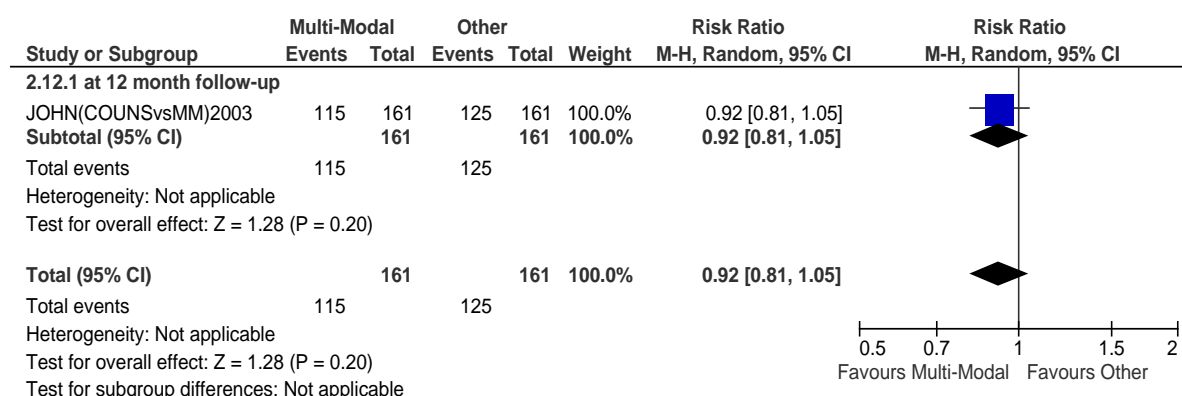 Multi-Modal Other Risk Ratio Risk Ratio
Study or Subgroup Events Total Events Total Weight M-H, Random, 95% CI M-H, Random, 95% CI
2.12.1 at 12 month follow-up
JOHN(COUNSvsMM)2003 115 161 125 161 100.0% 0.92 [0.81, 1.05]
Subtotal (95% CI) 161 161 100.0% 0.92 [0.81, 1.05]
Total events 115 125
Heterogeneity: Not applicable
Test for overall effect: Z = 1.28 (P = 0.20)
Total (95% CI) 161 161 100.0% 0.92 [0.81, 1.05]
Total events 115 125
Heterogeneity: Not applicable
Test for overall effect: Z = 1.28 (P = 0.20)
Test for subgroup differences: Not applicable
0.5 0.7 1 1.5 2
Favours Multi-Modal Favours Other